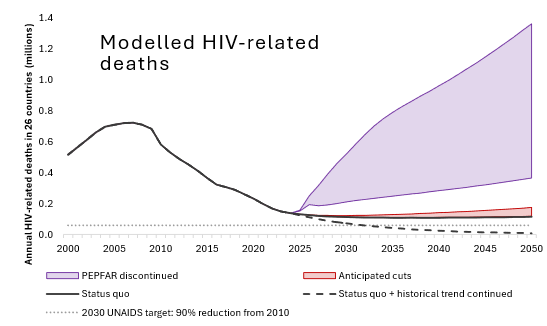 Modelled HIV-related
deaths
Annual HIV-related deaths in 26 countries (millions)
1.4
1.2
1.0
0.8
0.6
0.4
0.2
0.0
2000 2005 2010 2015 2020 2025 2030 2035 2040 2045 2050
PEPFAR discontinued Anticipated cuts
Status quo Status quo + historical trend continued
2030 UNAIDS target: 90% reduction from 2010